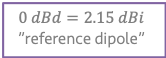 0 dBd = 2.15 dBi
"reference dipole"